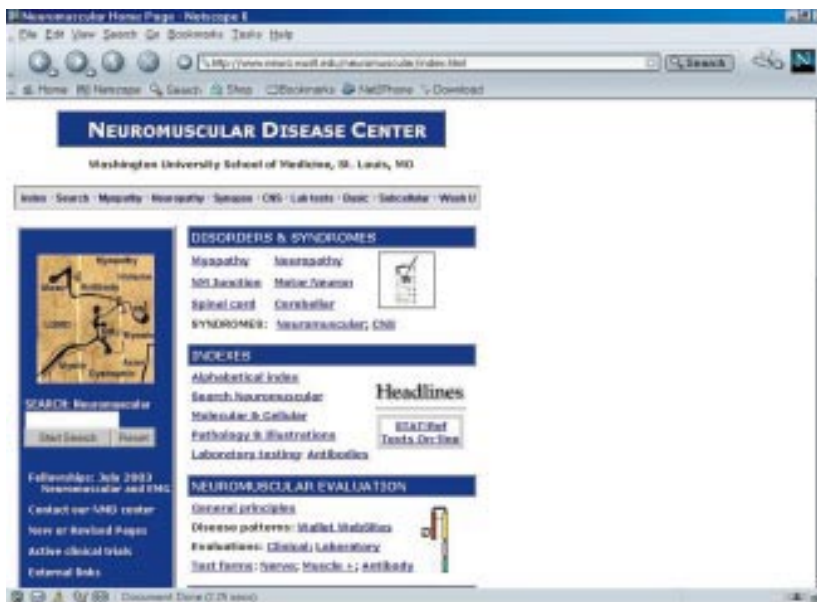 Neuromuscular Home Page - Netscape 6
File Edit View Search Go Bookmarks Tasks Help
Search
Home My Netscape Search Shop Bookmarks Net2Phone Download
NEUROMUSCULAR DISEASE CENTER
Washington University School of Medicine, St. Louis, MO
Index · Search · Myopathy · Neuropathy · Synapse · CNS · Lab tests · Basic · Subcellular · Wash U
DISORDERS & SYNDROMES
Myopathy Neuropathy
NM Junction Motor Neuron
Spinal cord Cerebellar
SYNDROMES: Neuromuscular; CNS
INDEXES
Alphabetical index
Search Neuromuscular
Molecular & Cellular
Pathology & Illustrations
Laboratory testing: Antibodies
Headlines
STAT!Ref
Texts On-line
NEUROMUSCULAR EVALUATION
General principles
Disease patterns: Wallet WebSites
Evaluations: Clinical; Laboratory
Test forms: Nerve; Muscle +; Antibody
Myopathy
Antibody
SEARCH: Neuromuscular
Start Search Reset
Fellowships: July 2003
Neuromuscular and EMG
Contact our NMD center
New or Revised Pages
Active clinical trials
External links
Document: Done